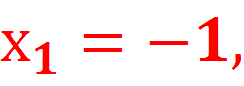 x₁ = −1,